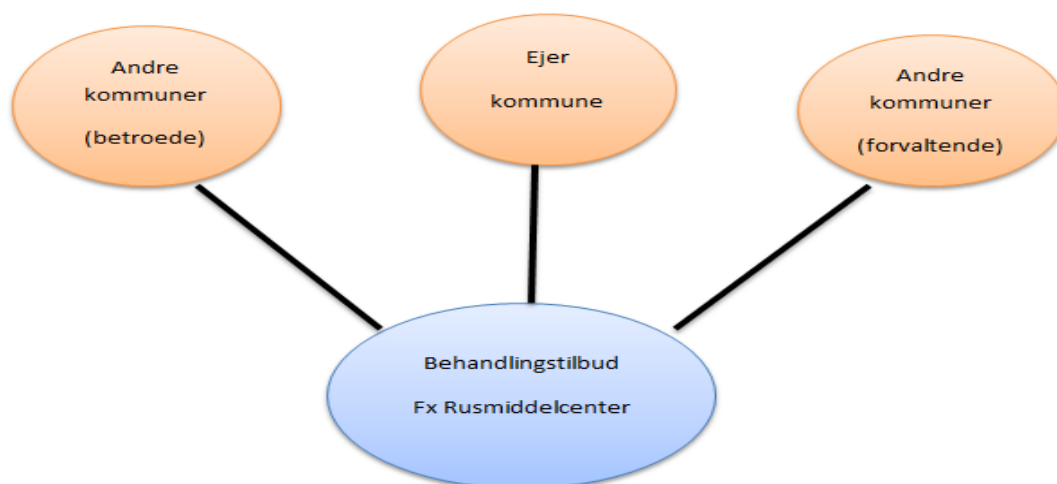 Andre
kommuner
(betroede)
Ejer
kommune
Andre
kommuner
(forvaltende)
Behandlingstilbud
Fx Rusmiddelcenter